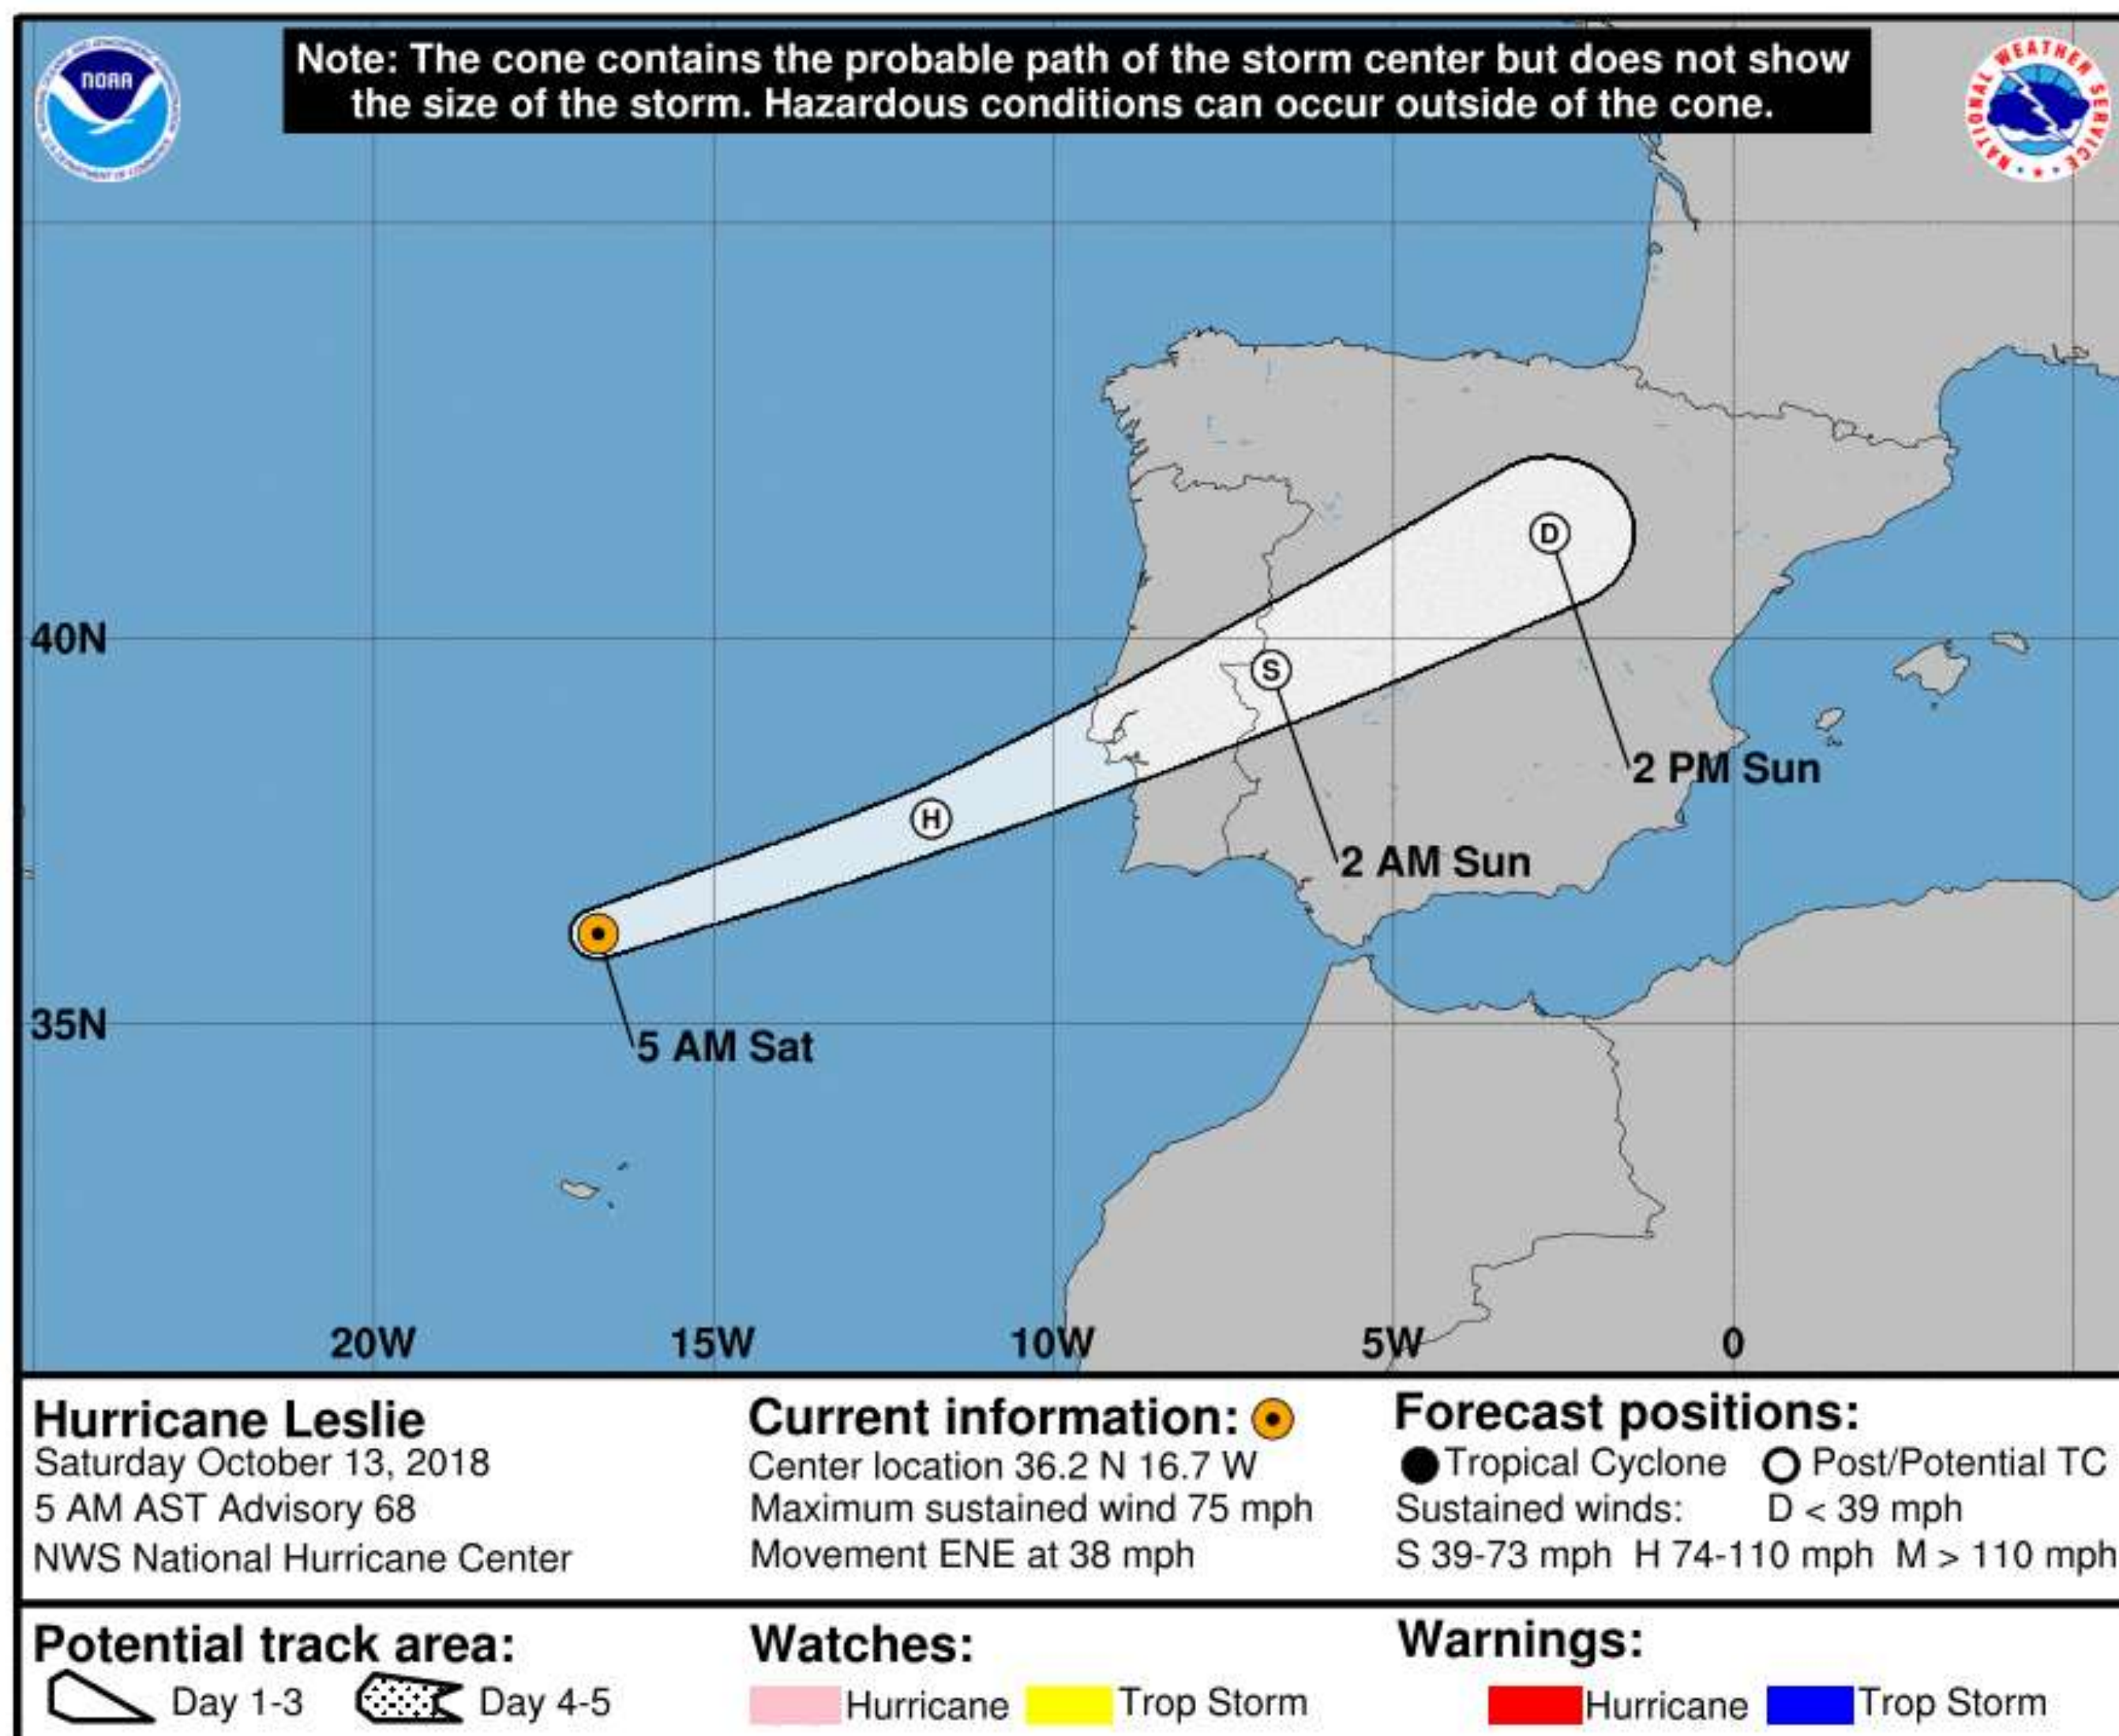 Note: The cone contains the probable path of the storm center but does not show
the size of the storm. Hazardous conditions can occur outside of the cone.
NOAA
NATIONAL WEATHER SERVICE
D
40N
S
2 PM Sun
H
2 AM Sun
35N
5 AM Sat
20W 15W 10W 5W 0
Hurricane Leslie
Saturday October 13, 2018
5 AM AST Advisory 68
NWS National Hurricane Center
Current information:
Center location 36.2 N 16.7 W
Maximum sustained wind 75 mph
Movement ENE at 38 mph
Forecast positions:
Tropical Cyclone Post/Potential TC
Sustained winds: D < 39 mph
S 39-73 mph H 74-110 mph M > 110 mph
Potential track area:
Day 1-3 Day 4-5
Watches:
Hurricane Trop Storm
Warnings:
Hurricane Trop Storm